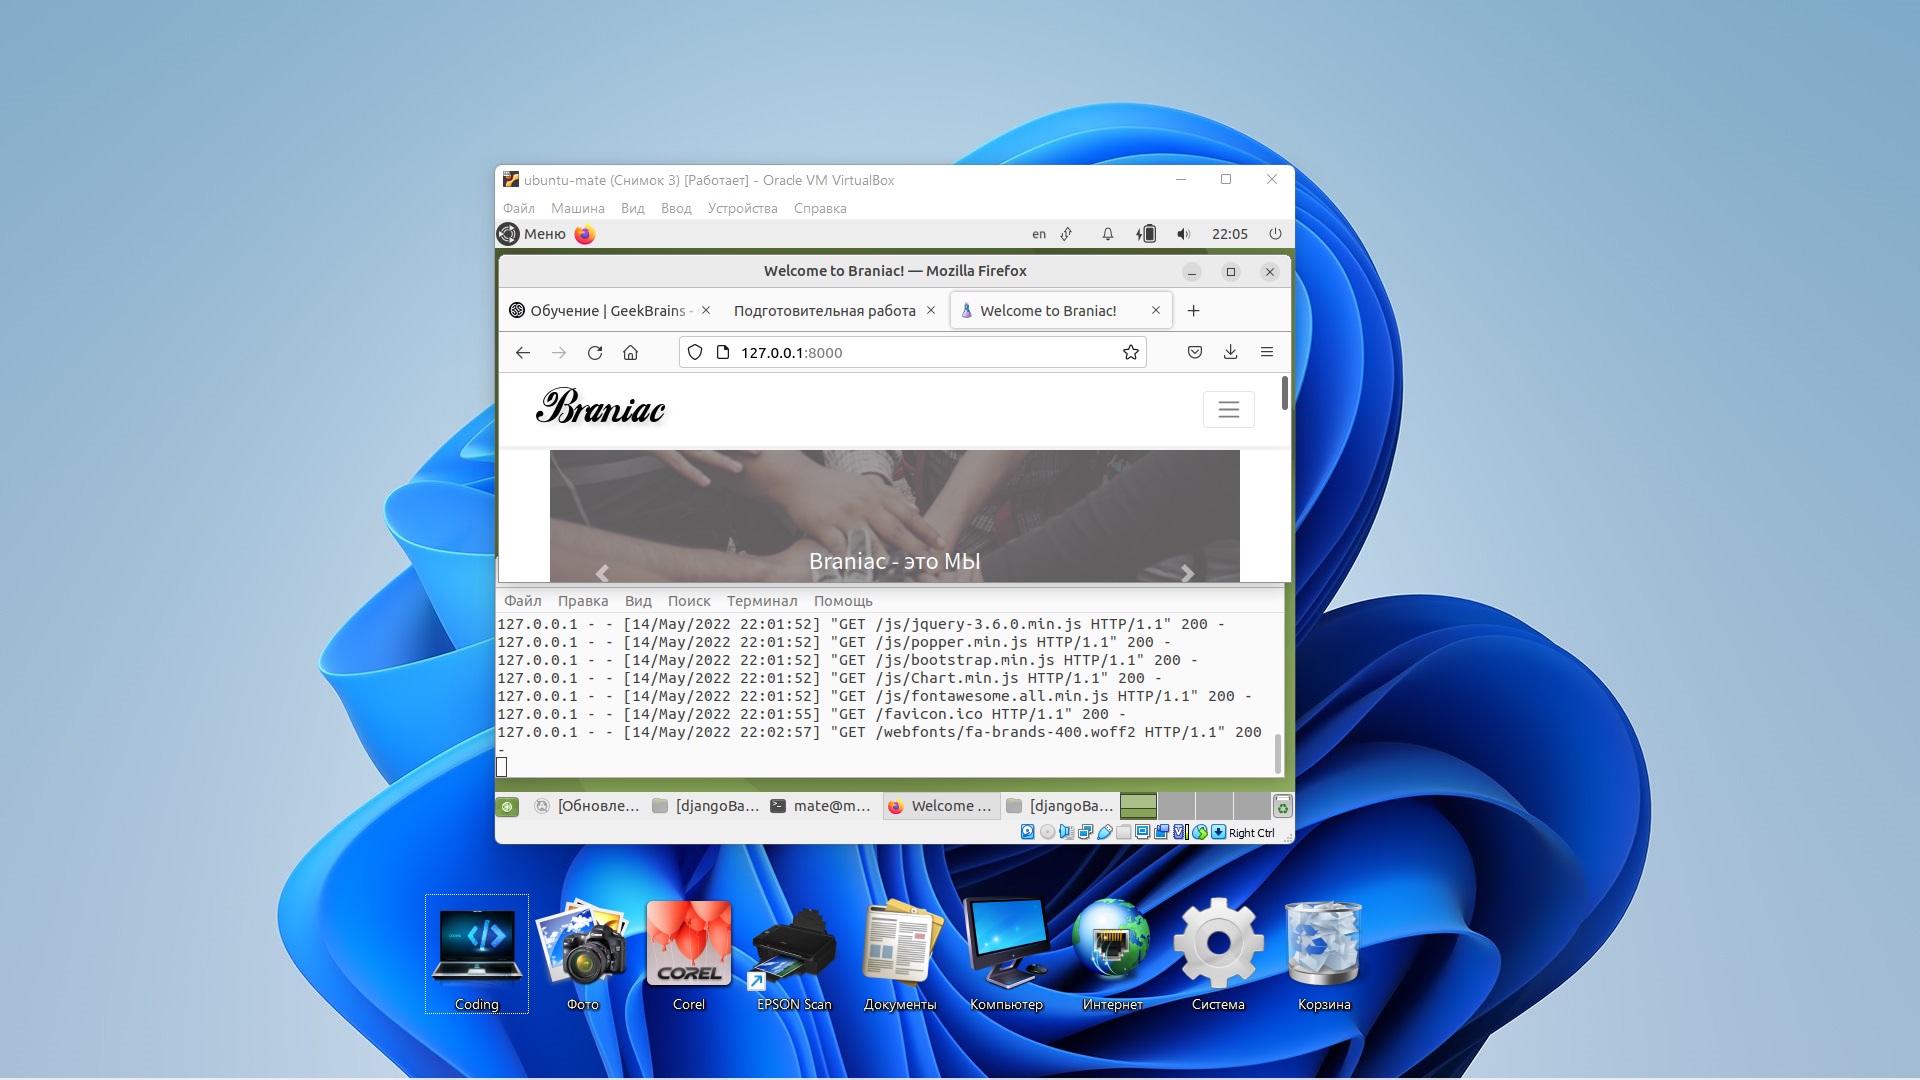 ubuntu-mate (Снимок 3) [Работает] - Oracle VM VirtualBox
Файл Машина Вид Ввод Устройства Справка
Меню en 22:05
Welcome to Braniac! — Mozilla Firefox
Обучение | GeekBrains - Подготовительная работа Welcome to Braniac!
127.0.0.1:8000
Braniac
Braniac - это МЫ
Файл Правка Вид Поиск Терминал Помощь
127.0.0.1 - - [14/May/2022 22:01:52] "GET /js/jquery-3.6.0.min.js HTTP/1.1" 200 -
127.0.0.1 - - [14/May/2022 22:01:52] "GET /js/popper.min.js HTTP/1.1" 200 -
127.0.0.1 - - [14/May/2022 22:01:52] "GET /js/bootstrap.min.js HTTP/1.1" 200 -
127.0.0.1 - - [14/May/2022 22:01:52] "GET /js/Chart.min.js HTTP/1.1" 200 -
127.0.0.1 - - [14/May/2022 22:01:52] "GET /js/fontawesome.all.min.js HTTP/1.1" 200 -
127.0.0.1 - - [14/May/2022 22:01:55] "GET /favicon.ico HTTP/1.1" 200 -
127.0.0.1 - - [14/May/2022 22:02:57] "GET /webfonts/fa-brands-400.woff2 HTTP/1.1" 200
-
[Обновле... [djangoBa... mate@m... Welcome ... [djangoBa...
Right Ctrl
COREL
Coding Фото Corel EPSON Scan Документы Компьютер Интернет Система Корзина